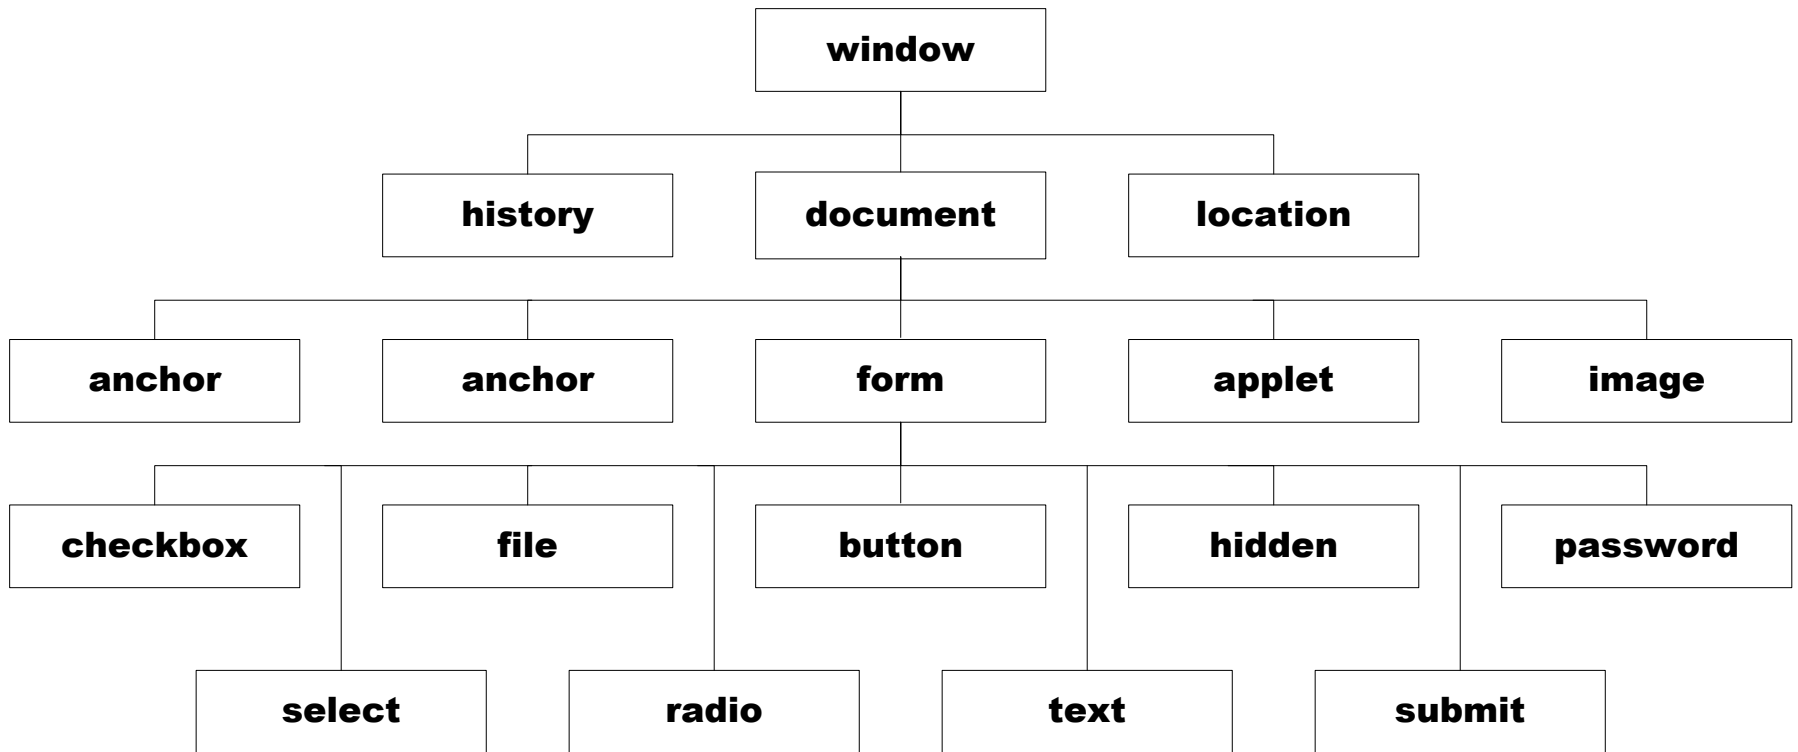 window
history
document
location
anchor
anchor
form
applet
image
checkbox
file
button
hidden
password
select
radio
text
submit